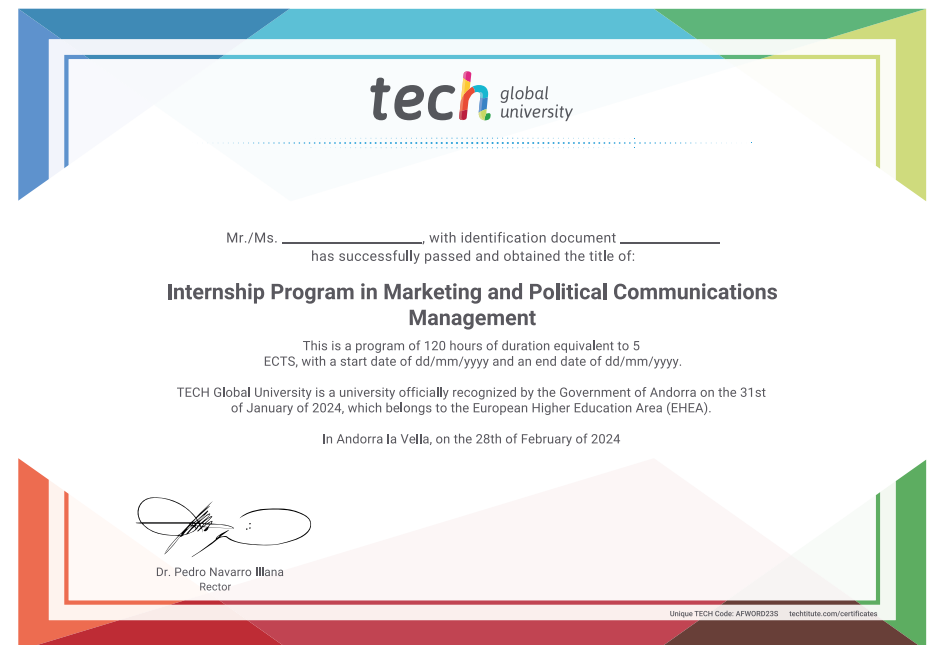 tech global university
Mr./Ms. ____________________, with identification document ______________
has successfully passed and obtained the title of:
Internship Program in Marketing and Political Communications
Management
This is a program of 120 hours of duration equivalent to 5
ECTS, with a start date of dd/mm/yyyy and an end date of dd/mm/yyyy.
TECH Global University is a university officially recognized by the Government of Andorra on the 31st
of January of 2024, which belongs to the European Higher Education Area (EHEA).
In Andorra la Vella, on the 28th of February of 2024
Dr. Pedro Navarro Illana
Rector
Unique TECH Code: AFWORD23S techtitute.com/certificates